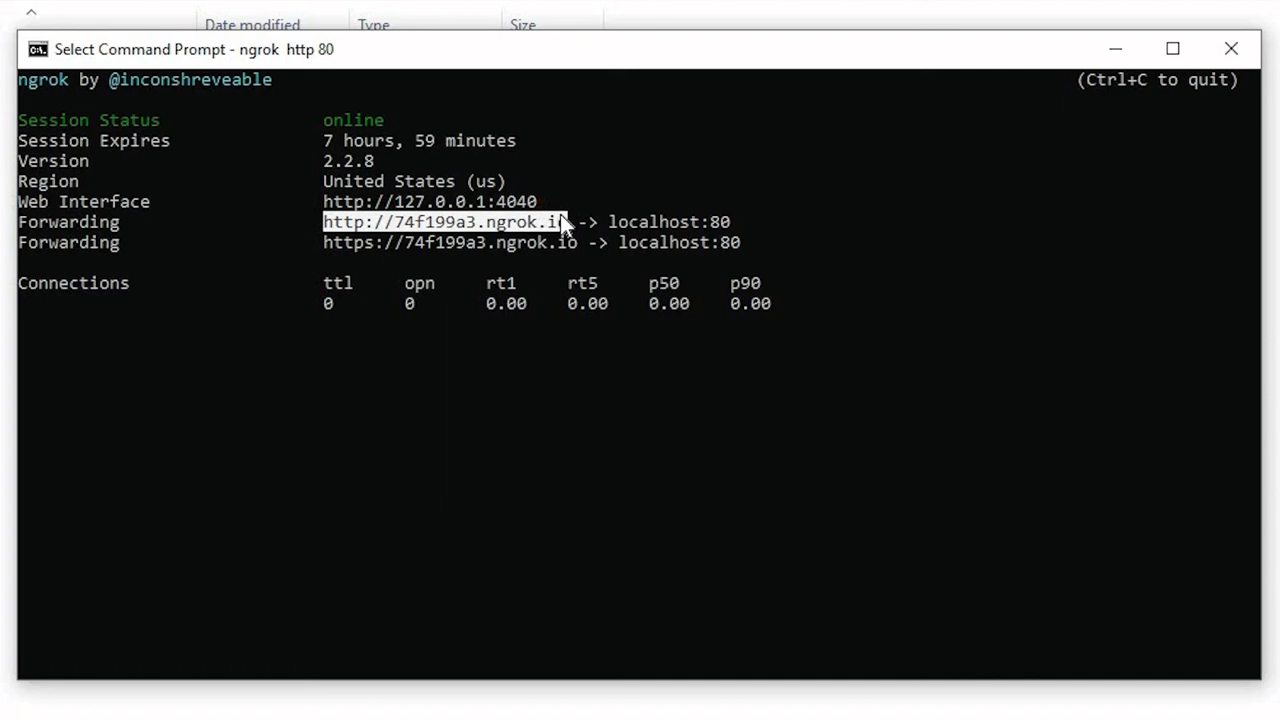 Date modified Type Size
Select Command Prompt - ngrok http 80
ngrok by @inconshreveable (Ctrl+C to quit)
Session Status online
Session Expires 7 hours, 59 minutes
Version 2.2.8
Region United States (us)
Web Interface http://127.0.0.1:4040
Forwarding http://74f199a3.ngrok.io -> localhost:80
Forwarding https://74f199a3.ngrok.io -> localhost:80
Connections ttl opn rt1 rt5 p50 p90
0 0 0.00 0.00 0.00 0.00